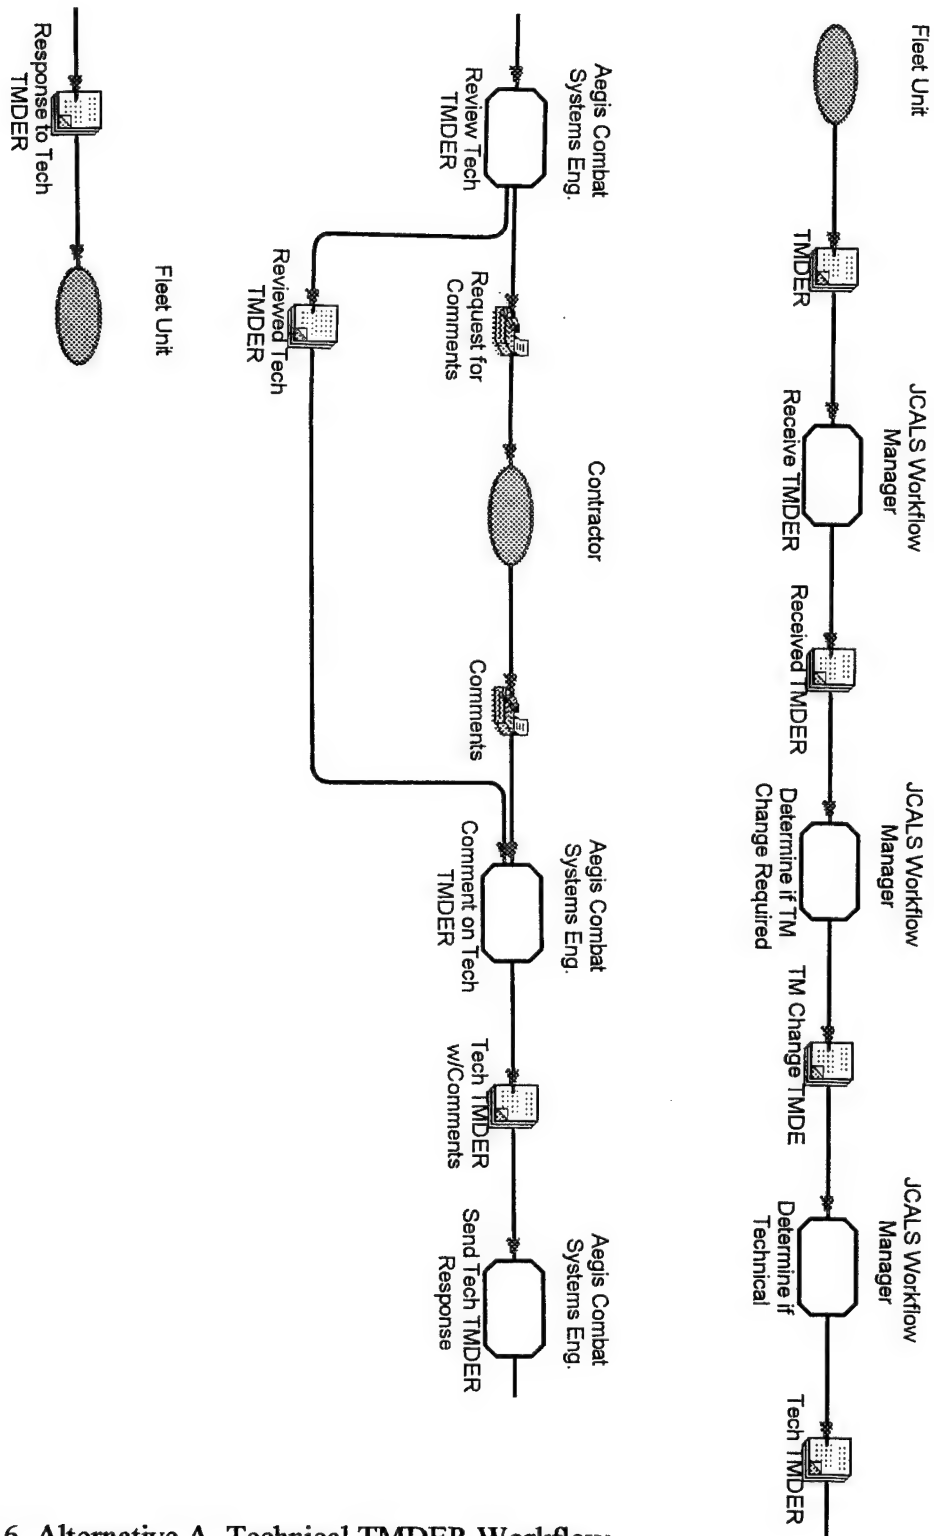 Fleet Unit
TMDER
JCALS Workflow
Manager
Receive TMDER
Received TMDER
JCALS Workflow
Manager
Determine if TM
Change Required
TM Change TMDE
JCALS Workflow
Manager
Determine if
Technical
Tech TMDER
Aegis Combat
Systems Eng.
Review Tech
TMDER
Request for
Comments
Reviewed Tech
TMDER
Contractor
Comments
Aegis Combat
Systems Eng.
Comment on Tech
TMDER
Tech TMDER
w/Comments
Aegis Combat
Systems Eng.
Send Tech TMDER
Response
Response to Tech
TMDER
Fleet Unit
6. Alternative A, Technical TMDER Workflow